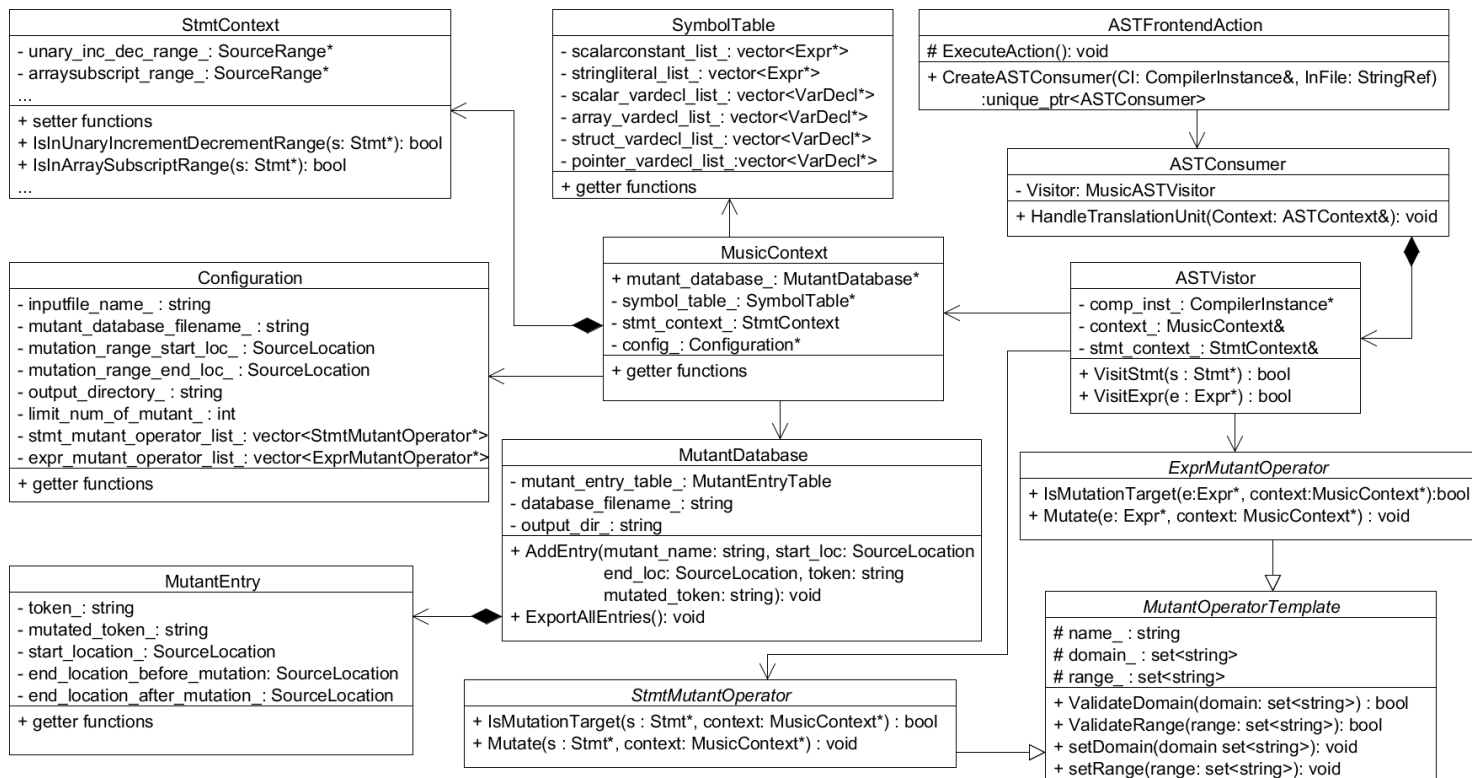 StmtContext
- unary_inc_dec_range_: SourceRange*
- arraysubscript_range_: SourceRange*
...
+ setter functions
+ IsInUnaryIncrementDecrementRange(s: Stmt*): bool
+ IsInArraySubscriptRange(s: Stmt*): bool
...
SymbolTable
- scalarconstant_list_: vector<Expr*>
- stringliteral_list_: vector<Expr*>
- scalar_vardecl_list_: vector<VarDecl*>
- array_vardecl_list_: vector<VarDecl*>
- struct_vardecl_list_: vector<VarDecl*>
- pointer_vardecl_list_:vector<VarDecl*>
+ getter functions
ASTFrontendAction
# ExecuteAction(): void
+ CreateASTConsumer(CI: CompilerInstance&, InFile: StringRef)
:unique_ptr<ASTConsumer>
ASTConsumer
- Visitor: MusicASTVisitor
+ HandleTranslationUnit(Context: ASTContext&): void
Configuration
- inputfile_name_: string
- mutant_database_filename_ : string
- mutation_range_start_loc_ : SourceLocation
- mutation_range_end_loc_ : SourceLocation
- output_directory_ : string
- limit_num_of_mutant_ : int
- stmt_mutant_operator_list_: vector<StmtMutantOperator*>
- expr_mutant_operator_list_: vector<ExprMutantOperator*>
+ getter functions
MusicContext
+ mutant_database_: MutantDatabase*
- symbol_table_: SymbolTable*
- stmt_context_: StmtContext
- config_: Configuration*
+ getter functions
ASTVistor
- comp_inst_: CompilerInstance*
- context_: MusicContext&
- stmt_context_: StmtContext&
+ VisitStmt(s : Stmt*) : bool
+ VisitExpr(e : Expr*) : bool
MutantDatabase
- mutant_entry_table_: MutantEntryTable
- database_filename_: string
- output_dir_: string
+ AddEntry(mutant_name: string, start_loc: SourceLocation
end_loc: SourceLocation, token: string
mutated_token: string): void
+ ExportAllEntries(): void
ExprMutantOperator
+ IsMutationTarget(e:Expr*, context:MusicContext*):bool
+ Mutate(e: Expr*, context: MusicContext*) : void
MutantEntry
- token_: string
- mutated_token_: string
- start_location_: SourceLocation
- end_location_before_mutation: SourceLocation
- end_location_after_mutation_: SourceLocation
+ getter functions
StmtMutantOperator
+ IsMutationTarget(s : Stmt*, context: MusicContext*) : bool
+ Mutate(s : Stmt*, context: MusicContext*) : void
MutantOperatorTemplate
# name_ : string
# domain_ : set<string>
# range_ : set<string>
+ ValidateDomain(domain: set<string>) : bool
+ ValidateRange(range: set<string>): bool
+ setDomain(domain set<string>): void
+ setRange(range: set<string>): void